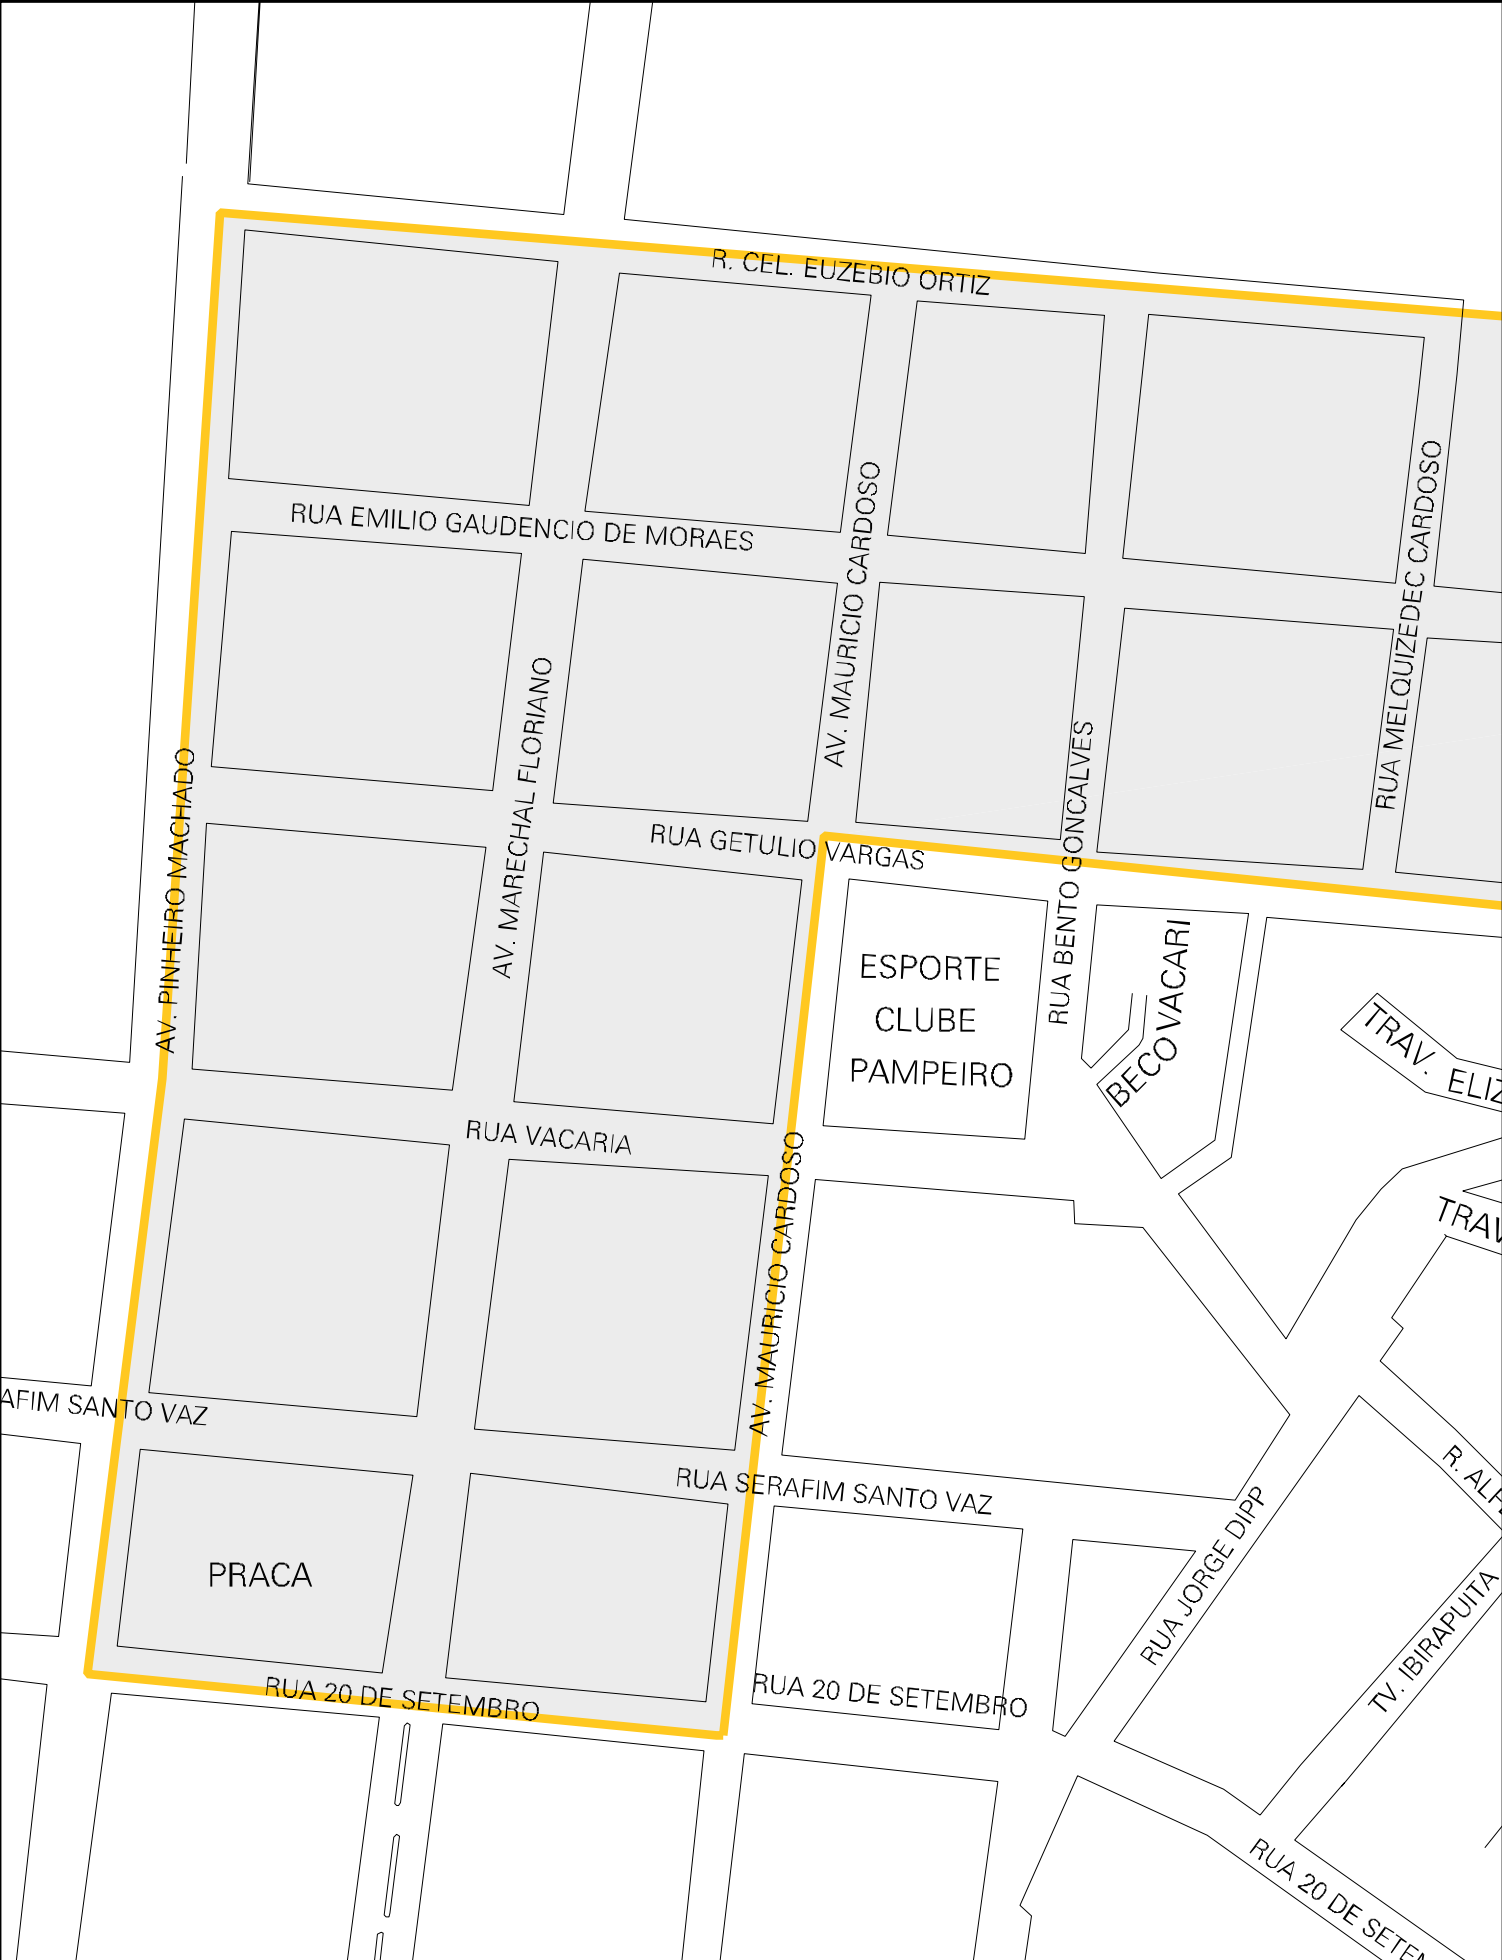 R. CEL. EUZEBIO ORTIZ
RUA EMILIO GAUDENCIO DE MORAES
AV. MAURICIO CARDOSO
RUA MELQUIZEDEC CARDOSO
AV. MARECHAL FLORIANO
RUA BENTO GONCALVES
AV. PINHEIRO MACHADO
RUA GETULIO VARGAS
ESPORTE
CLUBE
PAMPEIRO
BECO VACARI
TRAV. ELIZ
RUA VACARIA
AV. MAURICIO CARDOSO
TRAV
AFIM SANTO VAZ
RUA SERAFIM SANTO VAZ
R. ALF
RUA JORGE DIPP
PRACA
TV. IBIRAPUITA
RUA 20 DE SETEMBRO
RUA 20 DE SETEMBRO
RUA 20 DE SETEM